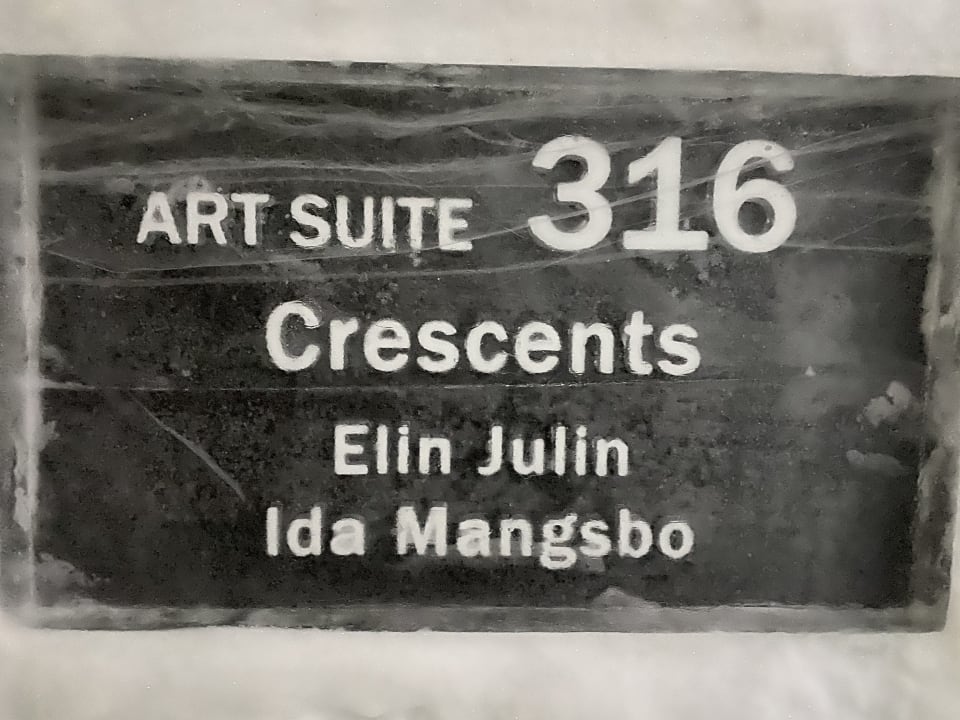 ART SUITE 316
Crescents
Elin Julin
Ida Mangsbo